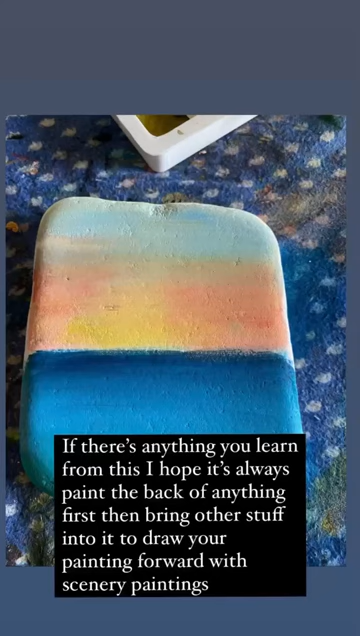 If there's anything you learn
from this I hope it's always
paint the back of anything
first then bring other stuff
into it to draw your
painting forward with
scenery paintings